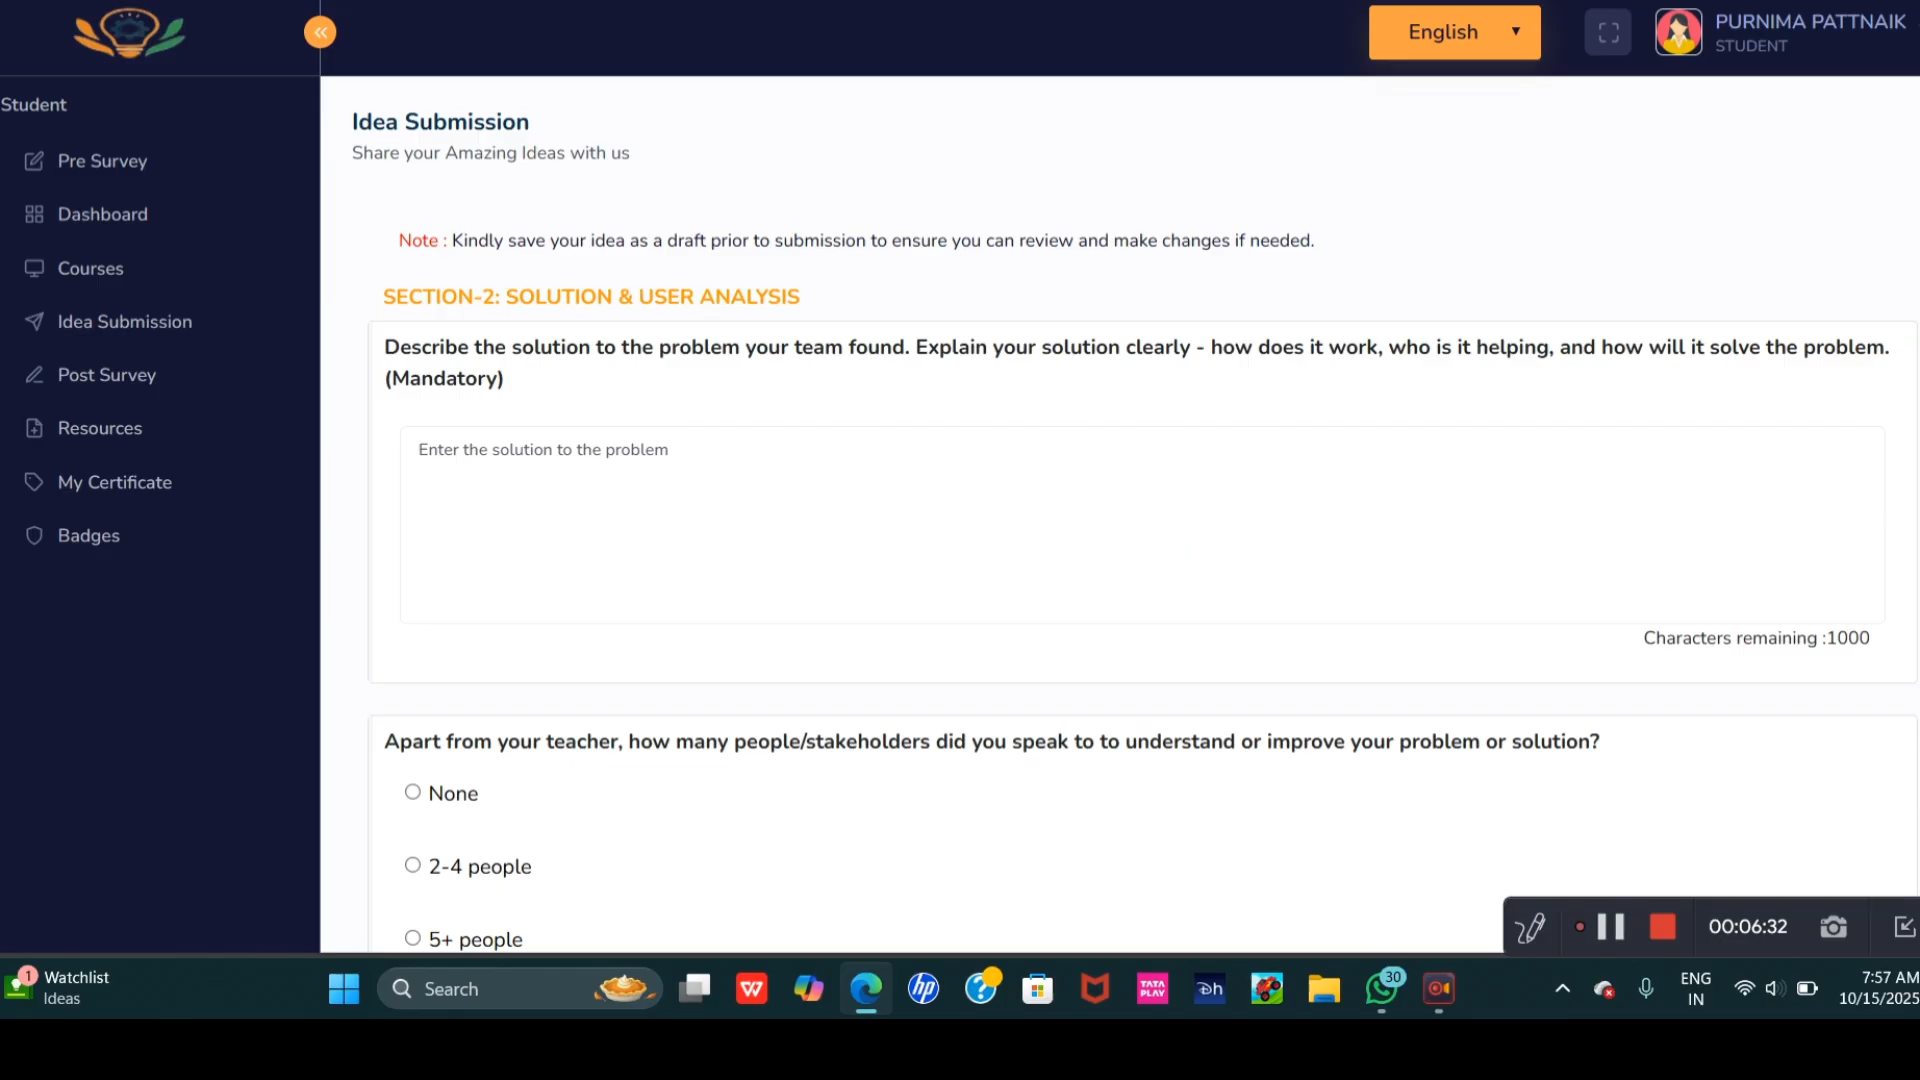 English ▼
PURNIMA PATTNAIK
STUDENT
Student
Pre Survey
Dashboard
Courses
Idea Submission
Post Survey
Resources
My Certificate
Badges
Idea Submission
Share your Amazing Ideas with us
Note : Kindly save your idea as a draft prior to submission to ensure you can review and make changes if needed.
SECTION-2: SOLUTION & USER ANALYSIS
Describe the solution to the problem your team found. Explain your solution clearly - how does it work, who is it helping, and how will it solve the problem.
(Mandatory)
Enter the solution to the problem
Characters remaining :1000
Apart from your teacher, how many people/stakeholders did you speak to to understand or improve your problem or solution?
None
2-4 people
5+ people
00:06:32
1
Watchlist
Ideas
Search
W
hp
?
TATA
PLAY
Dh
30
ENG
IN
7:57 AM
10/15/2025